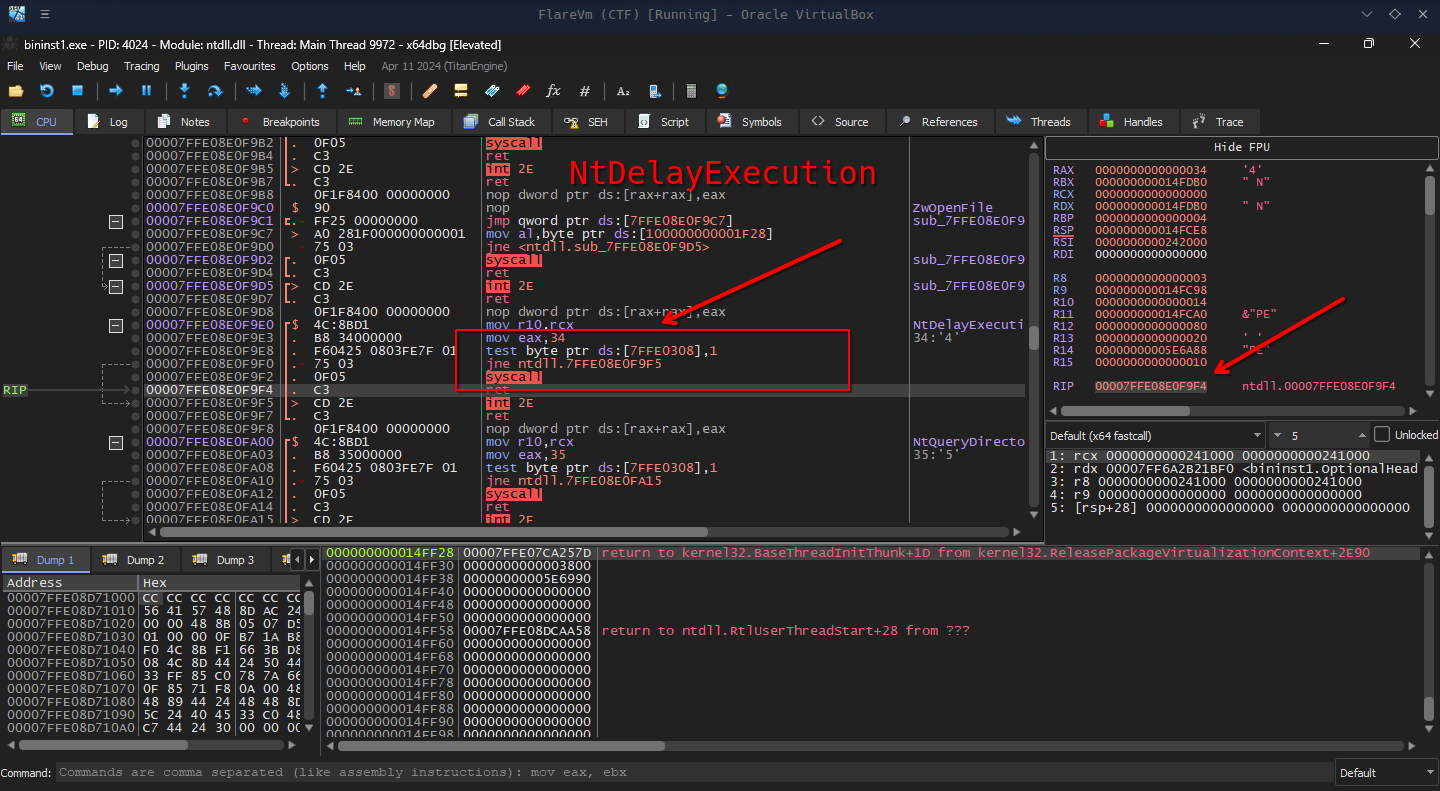 FlareVm (CTF) [Running] - Oracle VirtualBox
bininst1.exe - PID: 4024 - Module: ntdll.dll - Thread: Main Thread 9972 - x64dbg [Elevated]
File View Debug Tracing Plugins Favourites Options Help Apr 11 2024 (TitanEngine)
CPU Log Notes Breakpoints Memory Map Call Stack SEH Script Symbols Source References Threads Handles Trace
NtDelayExecution
00007FFE08E0F9B2 . 0F05 syscall
00007FFE08E0F9B4 . C3 ret
00007FFE08E0F9B5 > CD 2E int 2E
00007FFE08E0F9B7 . C3 ret
00007FFE08E0F9B8 0F1F8400 00000000 nop dword ptr ds:[rax+rax],eax
00007FFE08E0F9C0 $ 90 nop ZwOpenFile
00007FFE08E0F9C1 . FF25 00000000 jmp qword ptr ds:[7FFE08E0F9C7] sub_7FFE08E0F9
00007FFE08E0F9C7 > A0 281F000000000001 mov al,byte ptr ds:[100000000001F28]
00007FFE08E0F9D0 75 03 jne <ntdll.sub_7FFE08E0F9D5>
00007FFE08E0F9D2 . 0F05 syscall sub_7FFE08E0F9
00007FFE08E0F9D4 . C3 ret
00007FFE08E0F9D5 > CD 2E int 2E sub_7FFE08E0F9
00007FFE08E0F9D7 . C3 ret
00007FFE08E0F9D8 0F1F8400 00000000 nop dword ptr ds:[rax+rax],eax
00007FFE08E0F9E0 $ 4C:8BD1 mov r10,rcx NtDelayExecuti
00007FFE08E0F9E3 . B8 34000000 mov eax,34 34:'4'
00007FFE08E0F9E8 . F60425 0803FE7F 01 test byte ptr ds:[7FFE0308],1
00007FFE08E0F9F0 . 75 03 jne ntdll.7FFE08E0F9F5
00007FFE08E0F9F2 . 0F05 syscall
RIP 00007FFE08E0F9F4 . C3 ret
00007FFE08E0F9F5 > CD 2E int 2E
00007FFE08E0F9F7 . C3 ret
00007FFE08E0F9F8 0F1F8400 00000000 nop dword ptr ds:[rax+rax],eax
00007FFE08E0FA00 $ 4C:8BD1 mov r10,rcx NtQueryDirecto
00007FFE08E0FA03 . B8 35000000 mov eax,35 35:'5'
00007FFE08E0FA08 . F60425 0803FE7F 01 test byte ptr ds:[7FFE0308],1
00007FFE08E0FA10 . 75 03 jne ntdll.7FFE08E0FA15
00007FFE08E0FA12 . 0F05 syscall
00007FFE08E0FA14 . C3 ret
00007FFE08E0FA15 > CD 2E int 2E
Hide FPU
RAX 0000000000000034 '4'
RBX 000000000014FDB0 " N"
RCX 0000000000000000
RDX 000000000014FDB0 " N"
RBP 0000000000000004
RSP 000000000014FCE8
RSI 0000000000242000
RDI 0000000000000000
R8 0000000000000003
R9 000000000014FC98
R10 0000000000000014
R11 000000000014FCA0 &"PE"
R12 0000000000000080
R13 0000000000000020 ' '
R14 00000000005E6A88 "PE"
R15 0000000000000010
RIP 00007FFE08E0F9F4 ntdll.00007FFE08E0F9F4
Default (x64 fastcall) 5 Unlocked
1: rcx 0000000000241000 0000000000241000
2: rdx 00007FF6A2B21BF0 <bininst1.OptionalHead
3: r8 0000000000241000 0000000000241000
4: r9 0000000000000000 0000000000000000
5: [rsp+28] 0000000000000000 0000000000000000
Dump 1 Dump 2 Dump 3
Address Hex
00007FFE08D71000 CC CC CC CC CC CC
00007FFE08D71010 56 41 57 48 8D AC 24
00007FFE08D71020 00 00 48 8B 05 07 D5
00007FFE08D71030 01 00 00 0F B7 1A B8
00007FFE08D71040 F0 4C 8B F1 66 3B D8
00007FFE08D71050 08 4C 8D 44 24 50 44
00007FFE08D71060 33 FF 85 C0 78 7A 66
00007FFE08D71070 0F 85 71 F8 0A 00 48
00007FFE08D71080 48 89 44 24 48 48 8D
00007FFE08D71090 5C 24 40 45 33 C0 48
00007FFE08D710A0 C7 44 24 30 00 00 00
000000000014FF28 00007FFE07CA257D return to kernel32.BaseThreadInitThunk+1D from kernel32.ReleasePackageVirtualizationContext+2E90
000000000014FF30 0000000000003800
000000000014FF38 00000000005E6990
000000000014FF40 0000000000000000
000000000014FF48 0000000000000000
000000000014FF50 0000000000000000
000000000014FF58 00007FFE08DCAA58 return to ntdll.RtlUserThreadStart+28 from ???
000000000014FF60 0000000000000000
000000000014FF68 0000000000000000
000000000014FF70 0000000000000000
000000000014FF78 0000000000000000
000000000014FF80 0000000000000000
000000000014FF88 0000000000000000
000000000014FF90 0000000000000000
000000000014FF98 0000000000000000
Command: Commands are comma separated (like assembly instructions): mov eax, ebx
Default